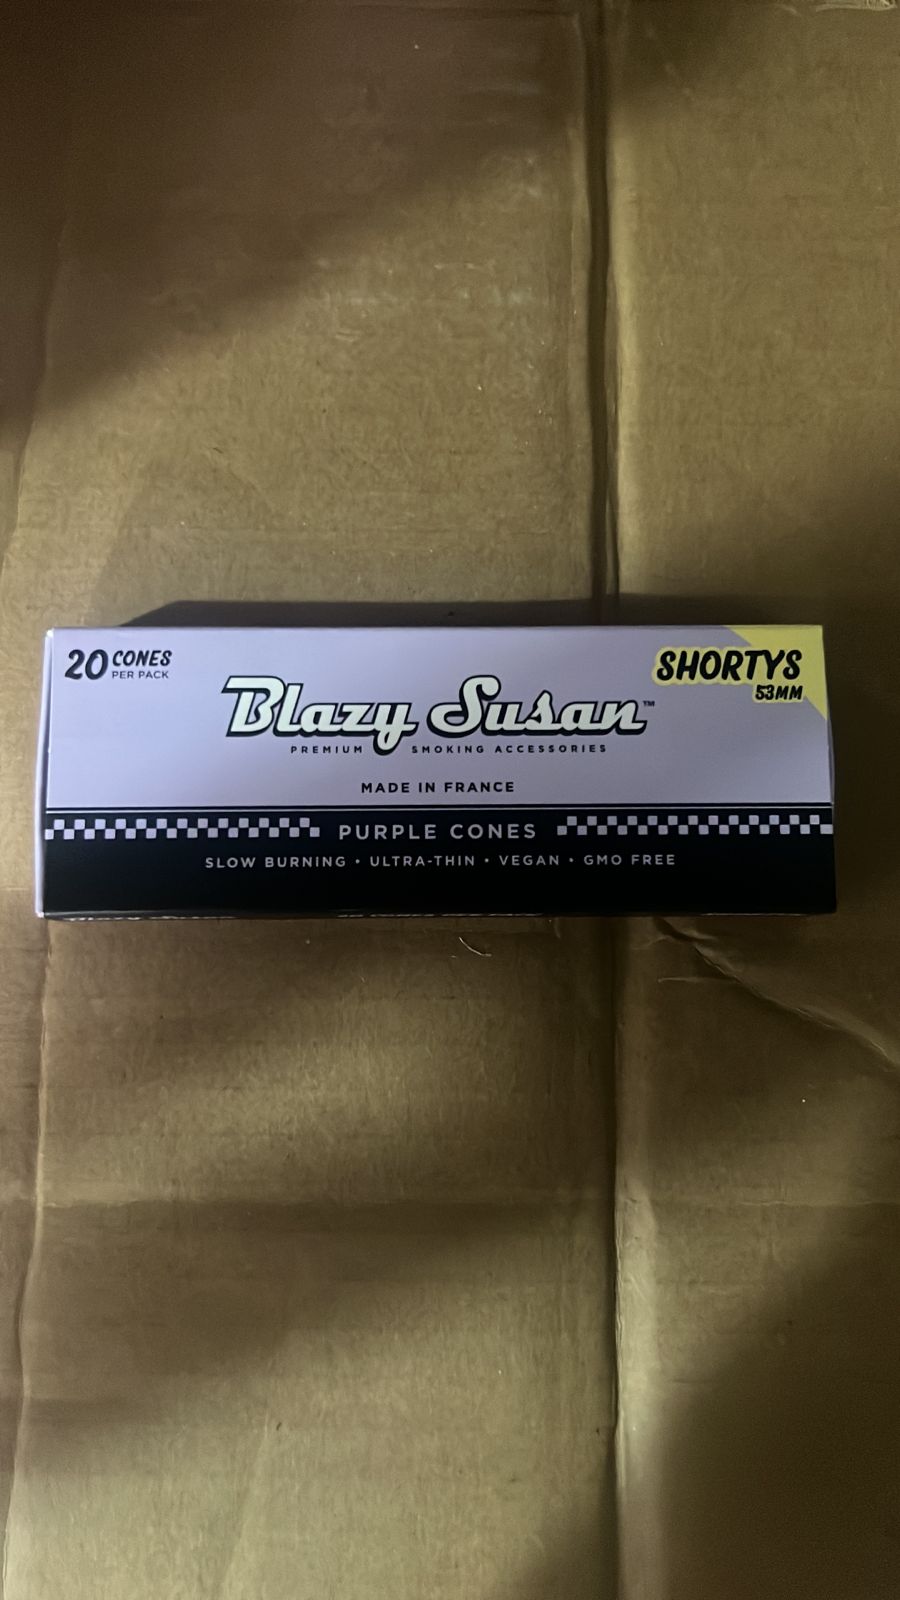 20 CONES
PER PACK
SHORTYS
53MM
Blazy Susan™
PREMIUM SMOKING ACCESSORIES
MADE IN FRANCE
PURPLE CONES
SLOW BURNING • ULTRA-THIN • VEGAN • GMO FREE